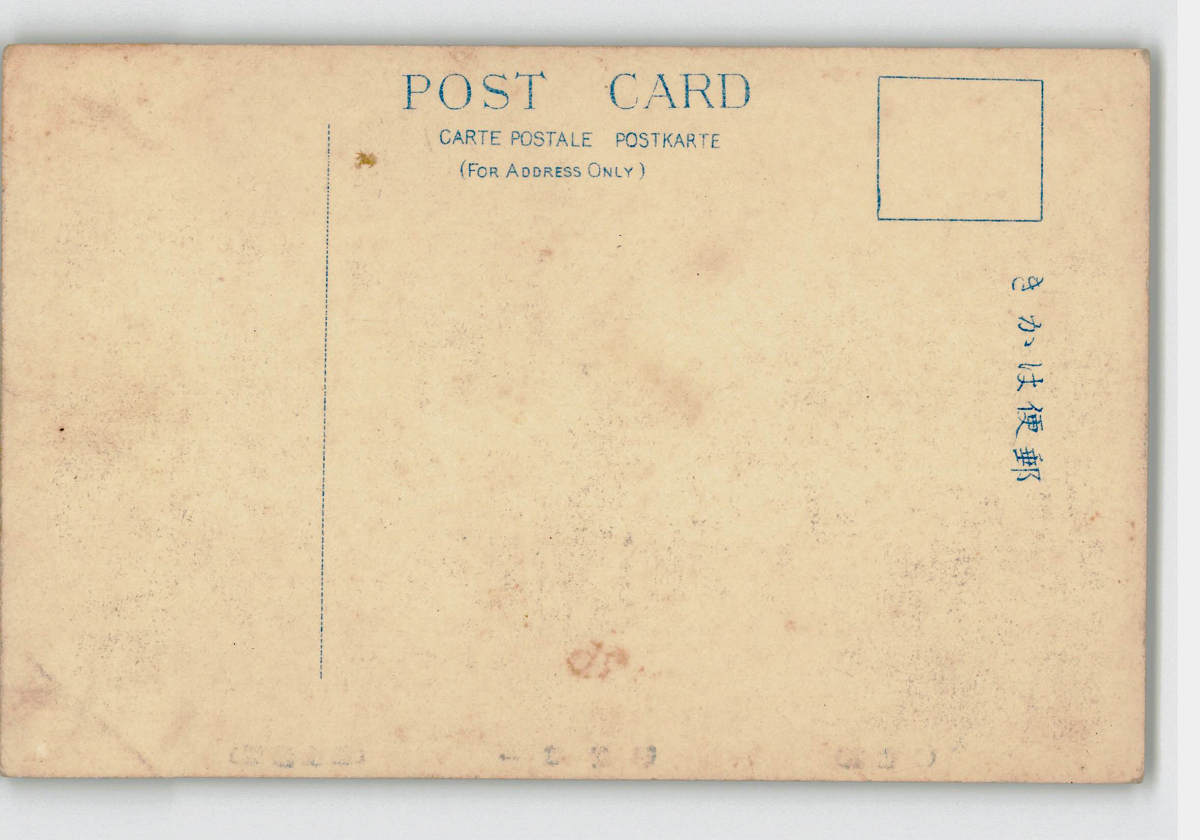 POST CARD
CARTE POSTALE POSTKARTE
(FOR ADDRESS ONLY)
きかは便郵